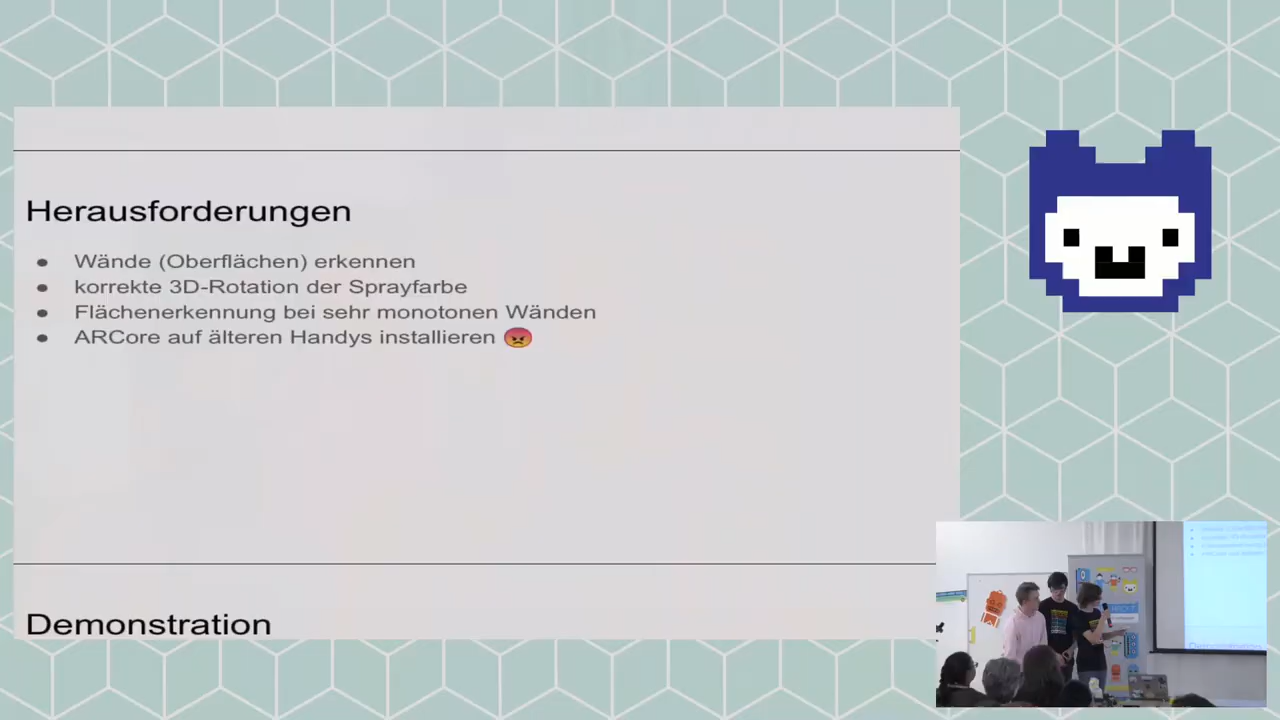 Herausforderungen
● Wände (Oberflächen) erkennen
● korrekte 3D-Rotation der Sprayfarbe
● Flächenerkennung bei sehr monotonen Wänden
● ARCore auf älteren Handys installieren 😡
Demonstration
Demonstration